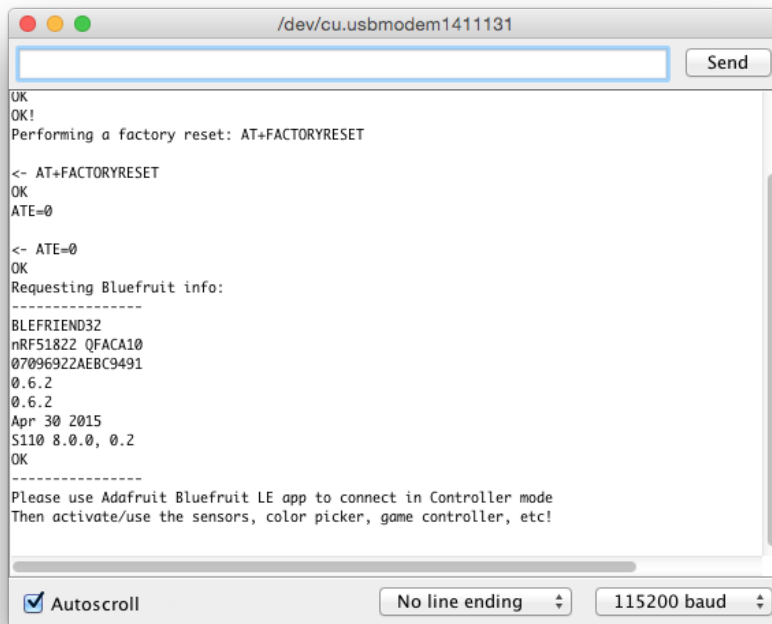 /dev/cu.usbmodem1411131
Send
OK
OK!
Performing a factory reset: AT+FACTORYRESET
<- AT+FACTORYRESET
OK
ATE=0
<- ATE=0
OK
Requesting Bluefruit info:
----------------
BLEFRIEND32
nRF51822 QFACA10
07096922AEBC9491
0.6.2
0.6.2
Apr 30 2015
S110 8.0.0, 0.2
OK
----------------
Please use Adafruit Bluefruit LE app to connect in Controller mode
Then activate/use the sensors, color picker, game controller, etc!
Autoscroll
No line ending
115200 baud